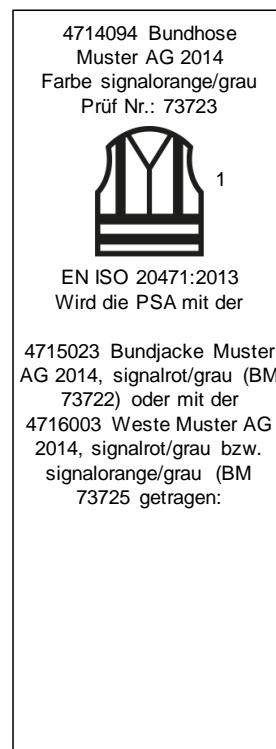 4714094 Bundhose
Muster AG 2014
Farbe signalorange/grau
Prüf Nr.: 73723
1
EN ISO 20471:2013
Wird die PSA mit der
4715023 Bundjacke Muster
AG 2014, signalrot/grau (BM
73722) oder mit der
4716003 Weste Muster AG
2014, signalrot/grau bzw.
signalorange/grau (BM
73725 getragen: